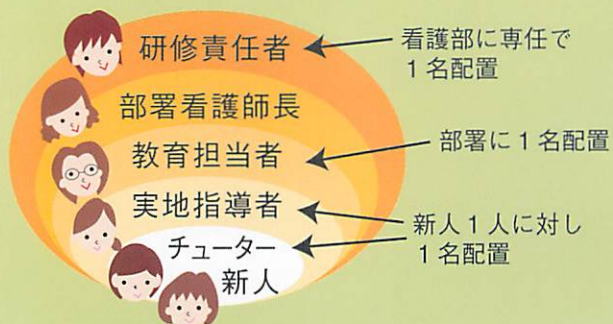 研修責任者
看護部に専任で
1名配置
部署看護師長
教育担当者
部署に1名配置
実地指導者
チューター
新人1人に対し
1名配置
新人